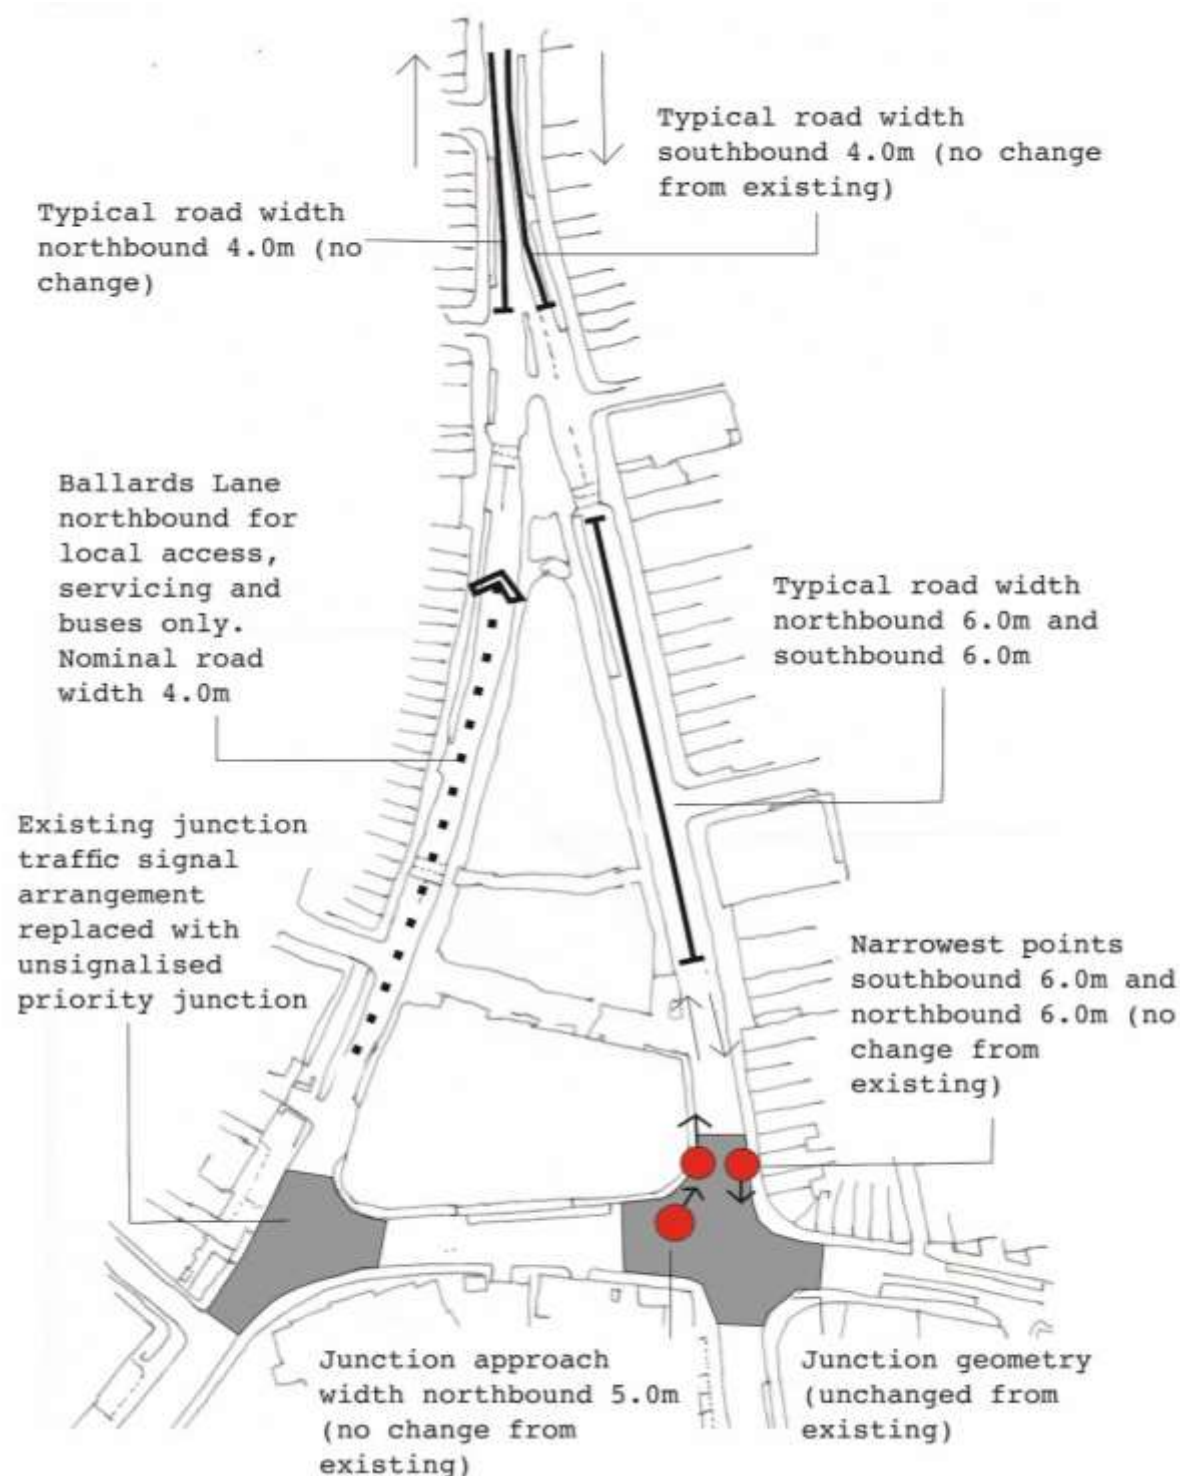 Typical road width
southbound 4.0m (no change
from existing)
Typical road width
northbound 4.0m (no
change)
Ballards Lane
northbound for
local access,
servicing and
buses only.
Nominal road
width 4.0m
Typical road width
northbound 6.0m and
southbound 6.0m
Existing junction
traffic signal
arrangement
replaced with
unsignalised
priority junction
Narrowest points
southbound 6.0m and
northbound 6.0m (no
change from
existing)
Junction approach
width northbound 5.0m
(no change from
existing)
Junction geometry
(unchanged from
existing)